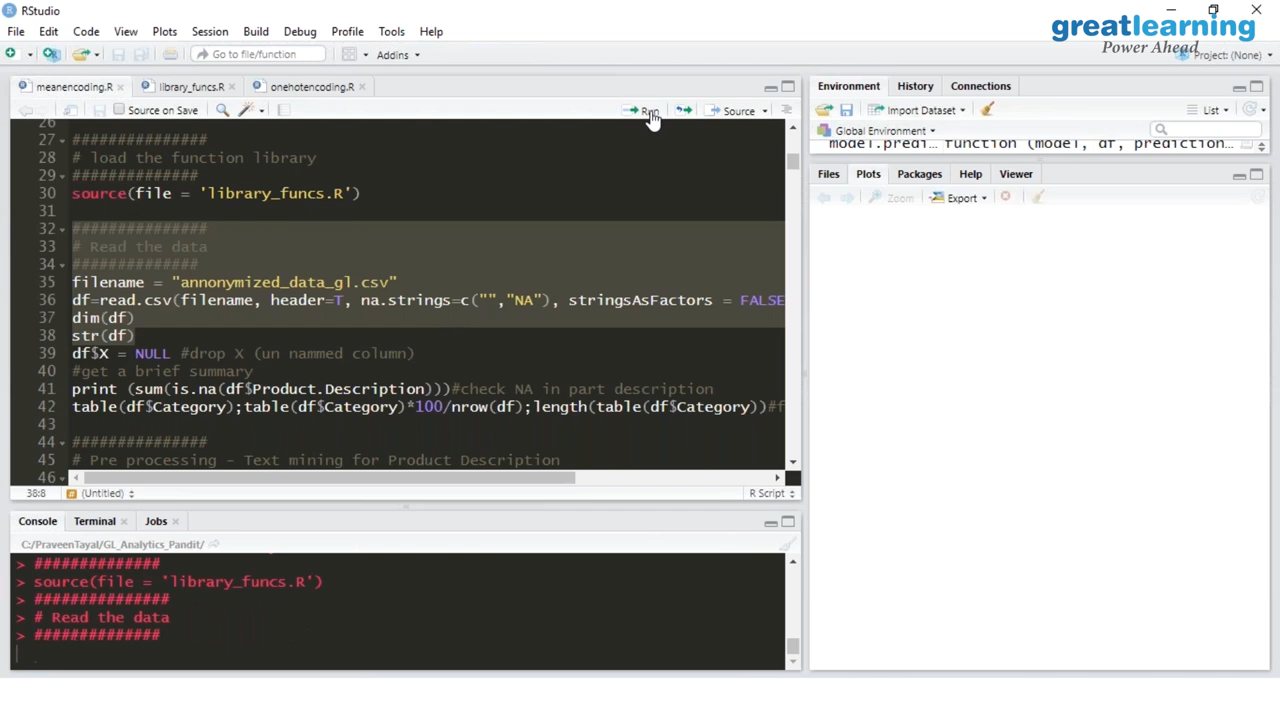 RStudio
greatlearning
Power Ahead
File Edit Code View Plots Session Build Debug Profile Tools Help
Go to file/function Addins Project: (None)
meanencoding.R library_funcs.R onehotencoding.R
Source on Save Run Source
26
27 ###############
28 # load the function library
29 ##############
30 source(file = 'library_funcs.R')
31
32 ###############
33 # Read the data
34 ##############
35 filename = "annonymized_data_gl.csv"
36 df=read.csv(filename, header=T, na.strings=c("","NA"), stringsAsFactors = FALSE
37 dim(df)
38 str(df)
39 df$X = NULL #drop X (un nammed column)
40 #get a brief summary
41 print (sum(is.na(df$Product.Description)))#check NA in part description
42 table(df$Category);table(df$Category)*100/nrow(df);length(table(df$Category))#f
43
44 ###############
45 # Pre processing - Text mining for Product Description
46
38:8 (Untitled) R Script
Console Terminal Jobs
C:/PraveenTayal/GL_Analytics_Pandit/
> ##############
> source(file = 'library_funcs.R')
> ###############
> # Read the data
> ##############
Environment History Connections
Import Dataset List
Global Environment
model.predi… function (model, df, prediction…
Files Plots Packages Help Viewer
Zoom Export